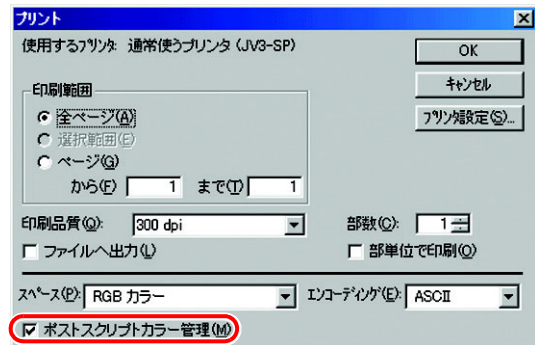 プリント
使用するプリンタ: 通常使うプリンタ (JV3-SP)
OK
キャンセル
プリンタ設定(S)...
印刷範囲
全ページ(A)
選択範囲(E)
ページ(G)
から(F) 1 まで(T) 1
印刷品質(Q): 300 dpi 部数(C): 1
ファイルへ出力(L) 部単位で印刷(O)
スペース(P): RGB カラー エンコーディング(E): ASCII
ポストスクリプトカラー管理(M)